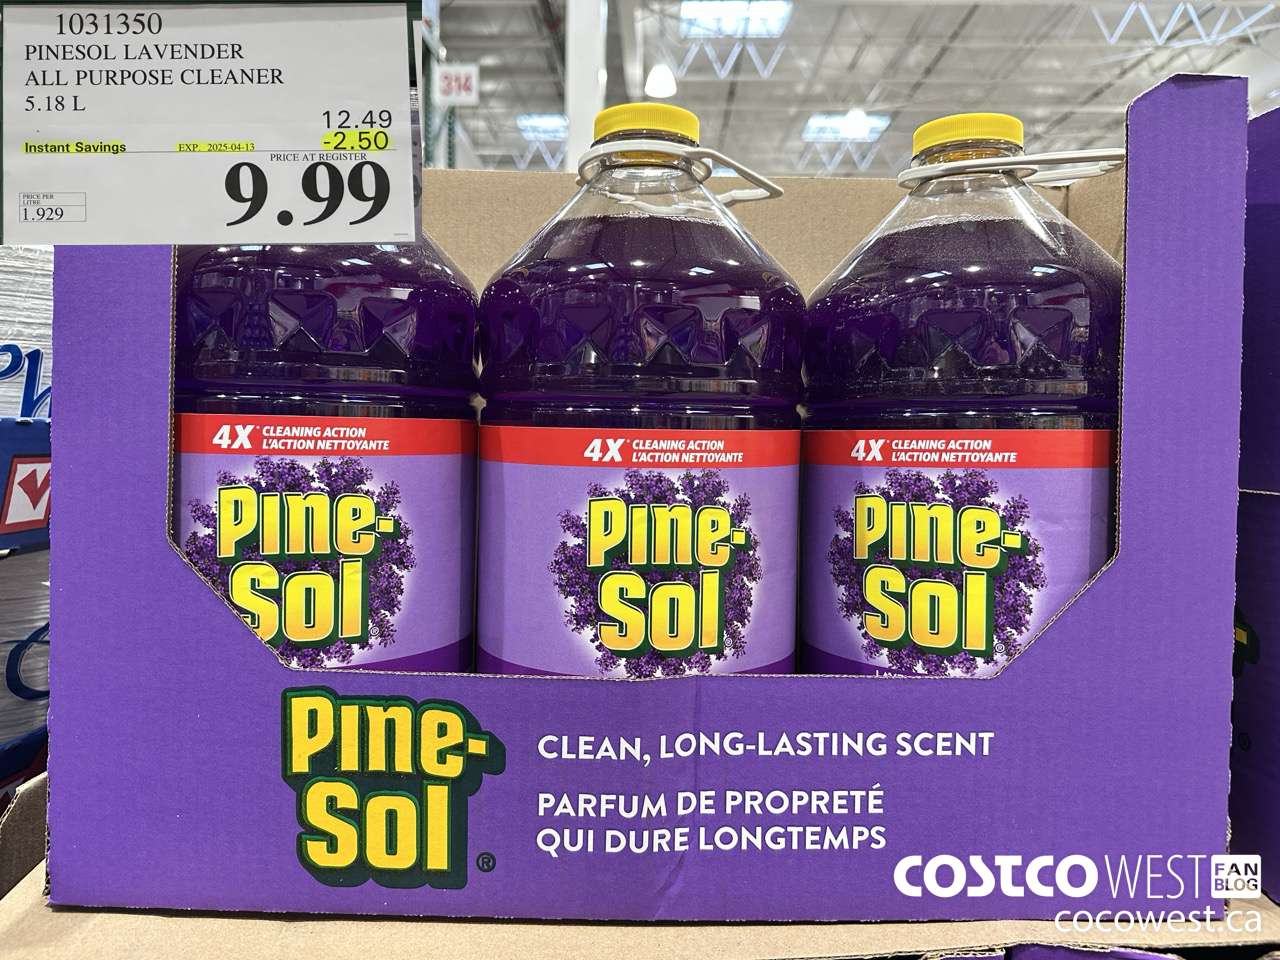 1031350
PINESOL LAVENDER
ALL PURPOSE CLEANER
5.18 L
12.49
Instant Savings EXP. 2025-04-13 -2.50
PRICE AT REGISTER
9.99
PRICE PER
LITRE
1.929
314
4X* CLEANING ACTION
L'ACTION NETTOYANTE
Pine-
Sol®
4X* CLEANING ACTION
L'ACTION NETTOYANTE
Pine-
Sol®
4X* CLEANING ACTION
L'ACTION NETTOYANTE
Pine-
Sol®
Pine-
Sol®
CLEAN, LONG-LASTING SCENT
PARFUM DE PROPRETÉ
QUI DURE LONGTEMPS
COSTCO WEST FAN
BLOG
cocowest.ca